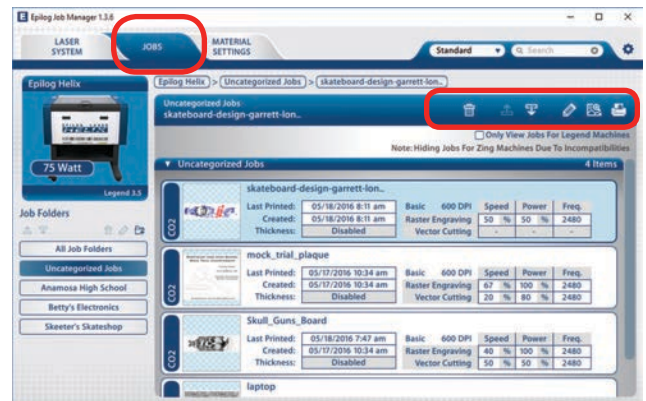 Epilog Job Manager 1.3.6
LASER SYSTEM
JOBS
MATERIAL SETTINGS
Standard
Search
Epilog Helix
75 Watt
Legend 3.5
Job Folders
All Job Folders
Uncategorized Jobs
Anamosa High School
Betty's Electronics
Skeeter's Skateshop
Epilog Helix > Uncategorized Jobs > skateboard-design-garrett-lon..
Uncategorized Jobs
skateboard-design-garrett-lon..
Only View Jobs For Legend Machines
Note: Hiding Jobs For Zing Machines Due To Incompatibilities
Uncategorized Jobs 4 Items
CO2
skateboard-design-garrett-lon..
Last Printed: 05/18/2016 8:11 am Basic 600 DPI Speed Power Freq.
Created: 05/18/2016 8:11 am Raster Engraving 50 % 50 % 2480
Thickness: Disabled Vector Cutting - - -
CO2
mock_trial_plaque
Last Printed: 05/17/2016 10:34 am Basic 600 DPI Speed Power Freq.
Created: 05/17/2016 10:34 am Raster Engraving 67 % 100 % 2480
Thickness: Disabled Vector Cutting 20 % 80 % 2480
CO2
Skull_Guns_Board
Last Printed: 05/18/2016 7:47 am Basic 600 DPI Speed Power Freq.
Created: 05/17/2016 10:34 am Raster Engraving 40 % 100 % 2480
Thickness: Disabled Vector Cutting 50 % 50 % 2480
laptop